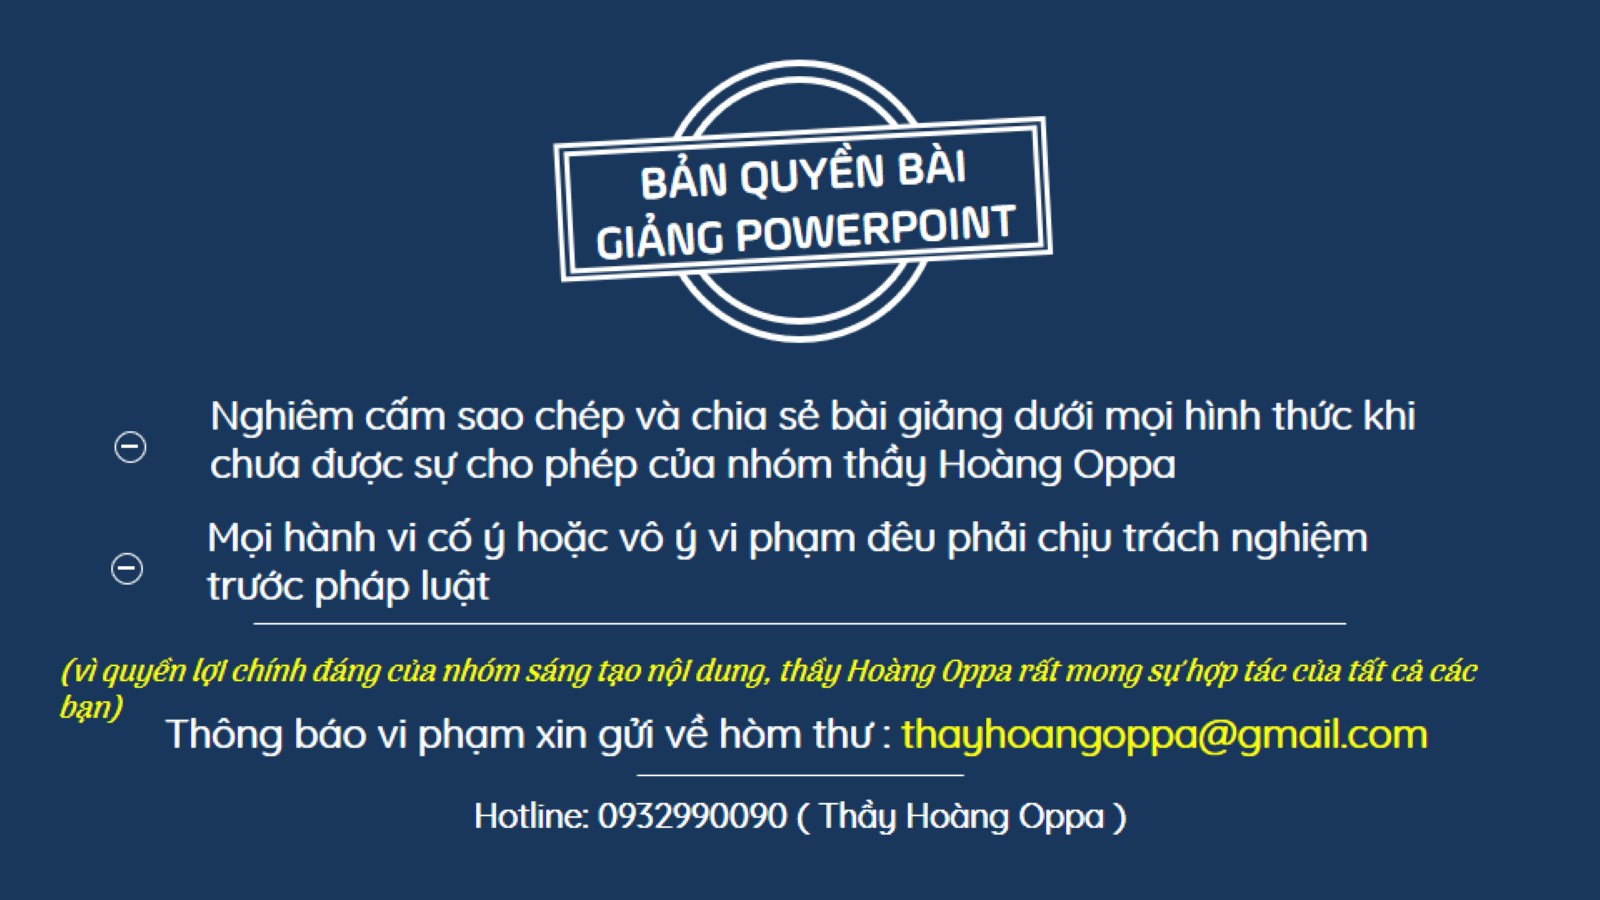 BẢN QUYỀN BÀI
GIẢNG POWERPOINT
Nghiêm cấm sao chép và chia sẻ bài giảng dưới mọi hình thức khi
chưa được sự cho phép của nhóm thầy Hoàng Oppa
Mọi hành vi cố ý hoặc vô ý vi phạm đêu phải chịu trách nghiệm
trước pháp luật
(vì quyền lợi chính đáng của nhóm sáng tạo nội dung, thầy Hoàng Oppa rất mong sự hợp tác của tất cả các
bạn)
Thông báo vi phạm xin gửi về hòm thư : thayhoangoppa@gmail.com
Hotline: 0932990090 ( Thầy Hoàng Oppa )